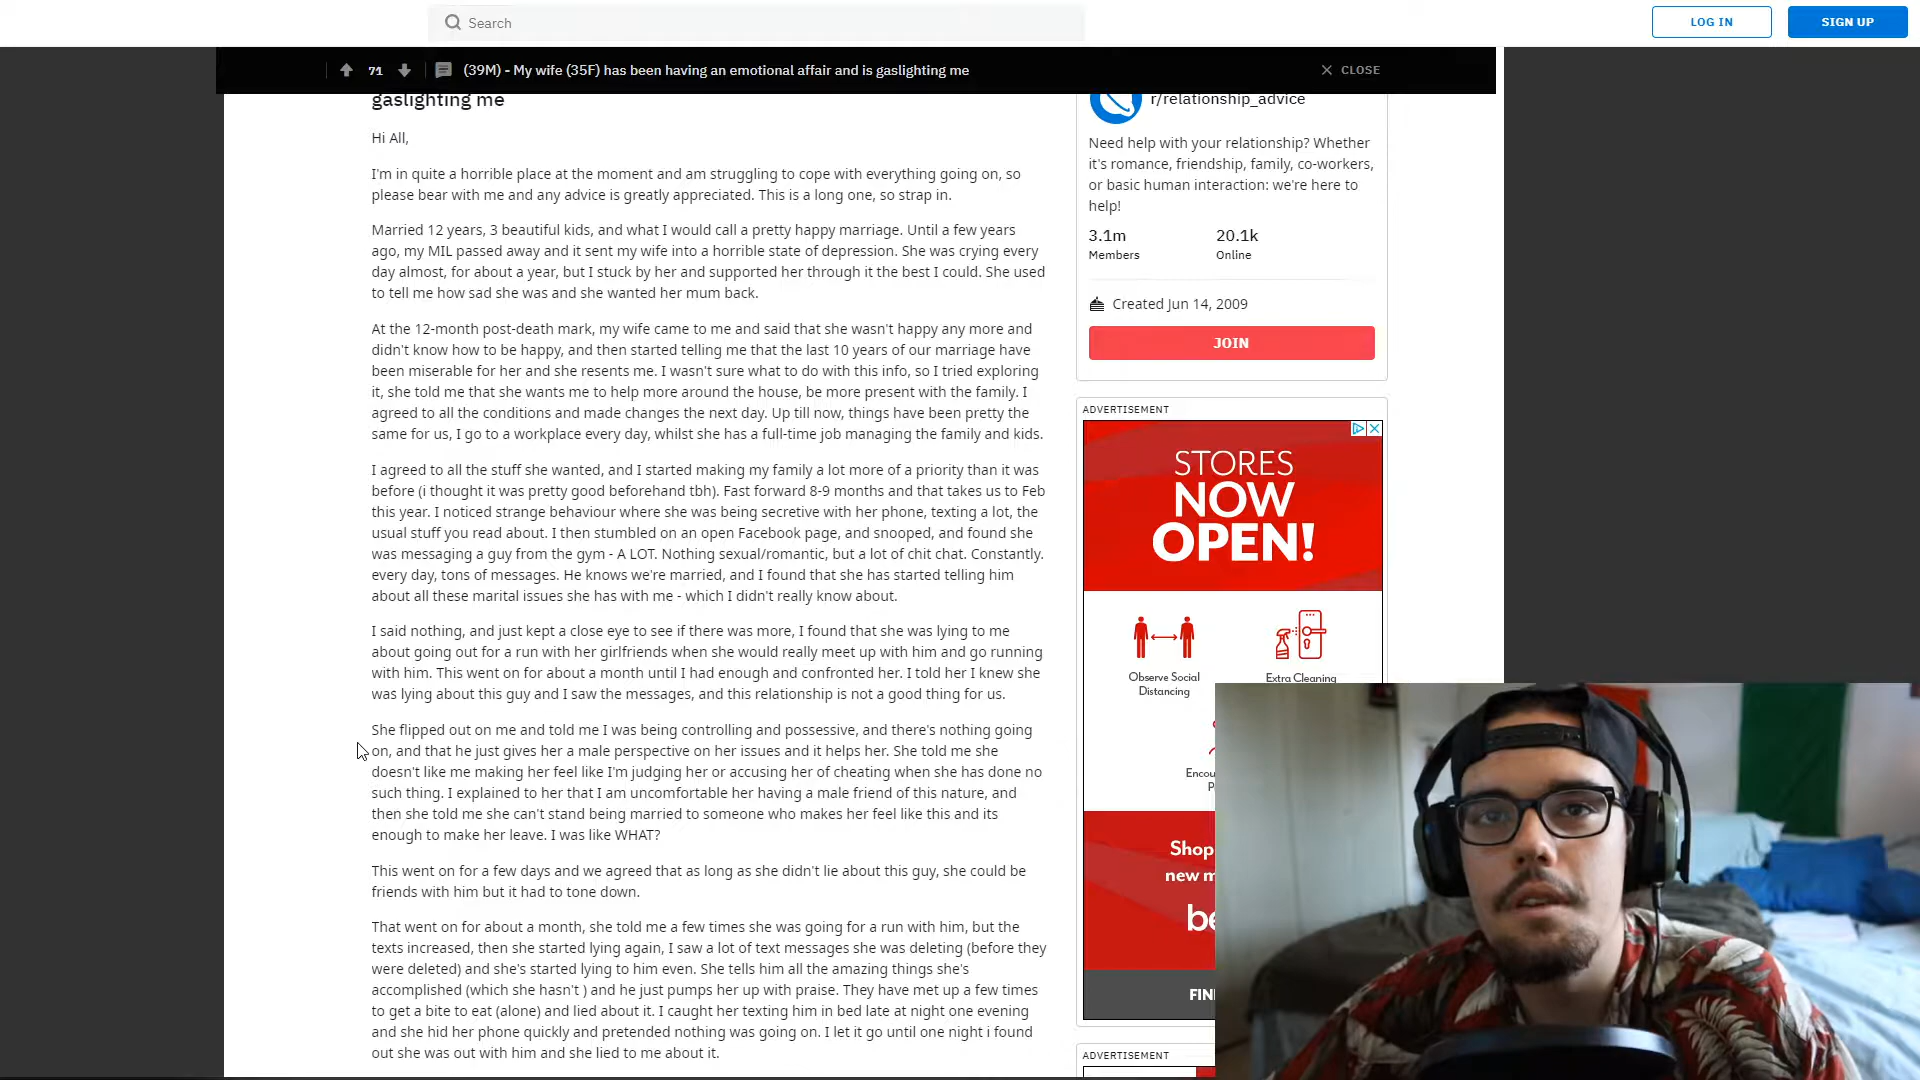 Search
LOG IN
SIGN UP
71
(39M) - My wife (35F) has been having an emotional affair and is gaslighting me
CLOSE
gaslighting me
Hi All,
I'm in quite a horrible place at the moment and am struggling to cope with everything going on, so
please bear with me and any advice is greatly appreciated. This is a long one, so strap in.
Married 12 years, 3 beautiful kids, and what I would call a pretty happy marriage. Until a few years
ago, my MIL passed away and it sent my wife into a horrible state of depression. She was crying every
day almost, for about a year, but I stuck by her and supported her through it the best I could. She used
to tell me how sad she was and she wanted her mum back.
At the 12-month post-death mark, my wife came to me and said that she wasn't happy any more and
didn't know how to be happy, and then started telling me that the last 10 years of our marriage have
been miserable for her and she resents me. I wasn't sure what to do with this info, so I tried exploring
it, she told me that she wants me to help more around the house, be more present with the family. I
agreed to all the conditions and made changes the next day. Up till now, things have been pretty the
same for us, I go to a workplace every day, whilst she has a full-time job managing the family and kids.
I agreed to all the stuff she wanted, and I started making my family a lot more of a priority than it was
before (i thought it was pretty good beforehand tbh). Fast forward 8-9 months and that takes us to Feb
this year. I noticed strange behaviour where she was being secretive with her phone, texting a lot, the
usual stuff you read about. I then stumbled on an open Facebook page, and snooped, and found she
was messaging a guy from the gym - A LOT. Nothing sexual/romantic, but a lot of chit chat. Constantly.
every day, tons of messages. He knows we're married, and I found that she has started telling him
about all these marital issues she has with me - which I didn't really know about.
I said nothing, and just kept a close eye to see if there was more, I found that she was lying to me
about going out for a run with her girlfriends when she would really meet up with him and go running
with him. This went on for about a month until I had enough and confronted her. I told her I knew she
was lying about this guy and I saw the messages, and this relationship is not a good thing for us.
She flipped out on me and told me I was being controlling and possessive, and there's nothing going
on, and that he just gives her a male perspective on her issues and it helps her. She told me she
doesn't like me making her feel like I'm judging her or accusing her of cheating when she has done no
such thing. I explained to her that I am uncomfortable her having a male friend of this nature, and
then she told me she can't stand being married to someone who makes her feel like this and its
enough to make her leave. I was like WHAT?
This went on for a few days and we agreed that as long as she didn't lie about this guy, she could be
friends with him but it had to tone down.
That went on for about a month, she told me a few times she was going for a run with him, but the
texts increased, then she started lying again, I saw a lot of text messages she was deleting (before they
were deleted) and she's started lying to him even. She tells him all the amazing things she's
accomplished (which she hasn't ) and he just pumps her up with praise. They have met up a few times
to get a bite to eat (alone) and lied about it. I caught her texting him in bed late at night one evening
and she hid her phone quickly and pretended nothing was going on. I let it go until one night i found
out she was out with him and she lied to me about it.
r/relationship_advice
Need help with your relationship? Whether
it's romance, friendship, family, co-workers,
or basic human interaction: we're here to
help!
3.1m
20.1k
Members
Online
Created Jun 14, 2009
JOIN
ADVERTISEMENT
STORES
NOW
OPEN!
Observe Social
Distancing
Extra Cleaning
Encou
P
Shop
new m
be
FIN
ADVERTISEMENT